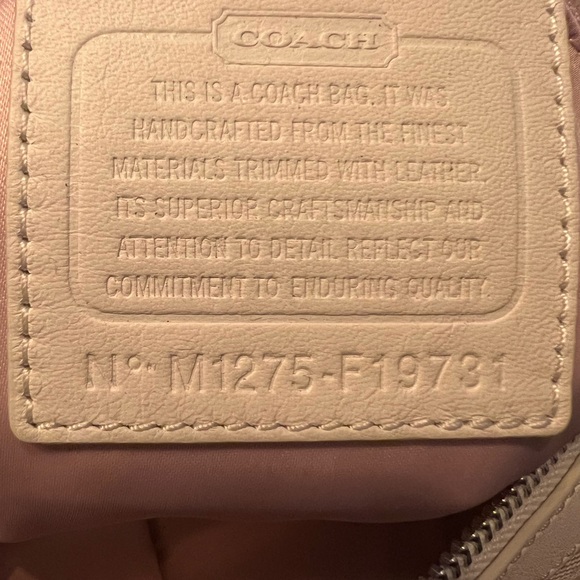 COACH
THIS IS A COACH BAG. IT WAS
HANDCRAFTED FROM THE FINEST
MATERIALS TRIMMED WITH LEATHER.
ITS SUPERIOR CRAFTSMANSHIP AND
ATTENTION TO DETAIL REFLECT OUR
COMMITMENT TO ENDURING QUALITY.
Nº M1275-F19731